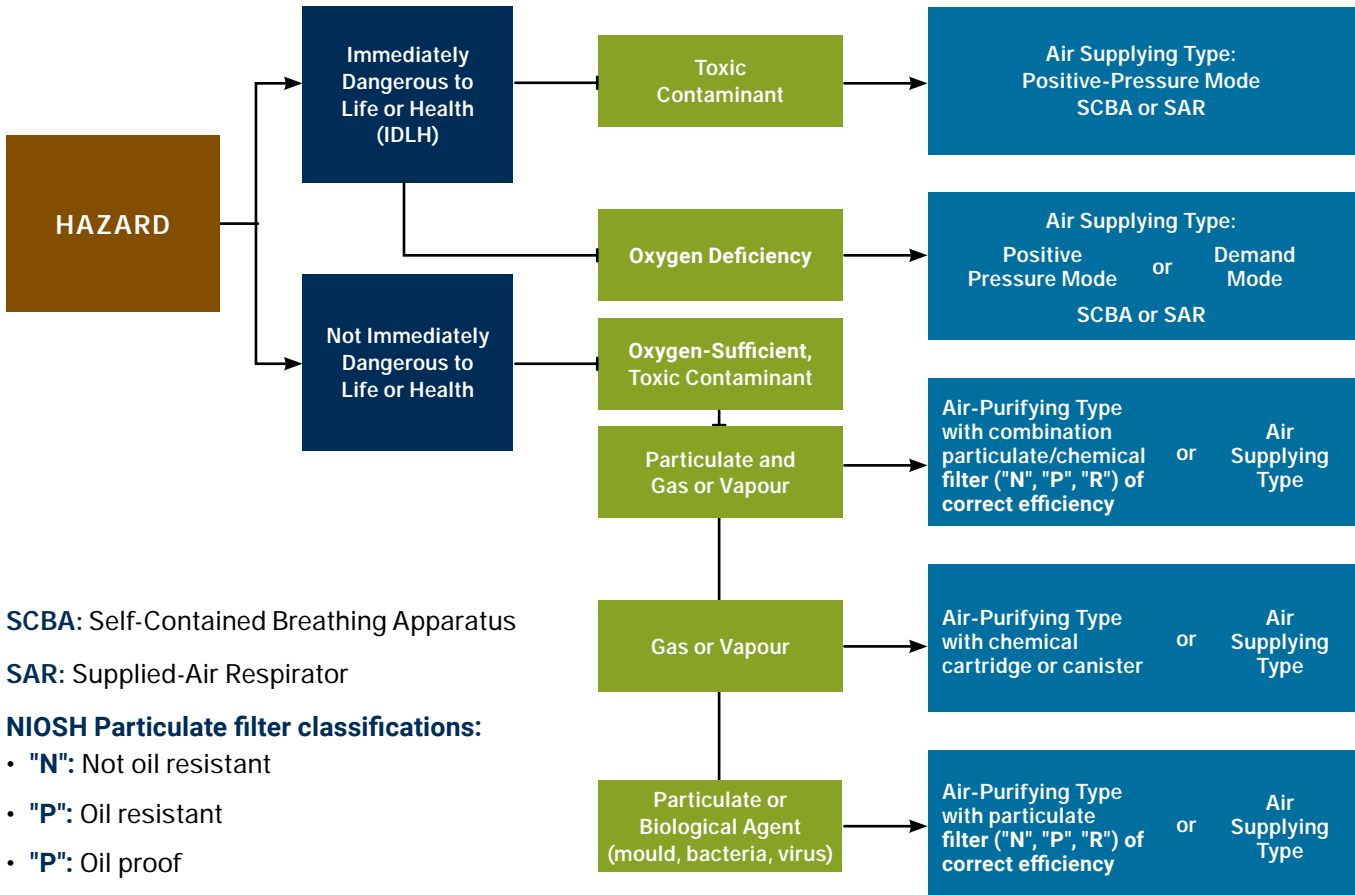 HAZARD
Immediately
Dangerous to
Life or Health
(IDLH)
Toxic
Contaminant
Air Supplying Type:
Positive-Pressure Mode
SCBA or SAR
Oxygen Deficiency
Air Supplying Type:
Positive
Pressure Mode
or
Demand
Mode
SCBA or SAR
Not Immediately
Dangerous to
Life or Health
Oxygen-Sufficient,
Toxic Contaminant
Particulate and
Gas or Vapour
Air-Purifying Type
with combination
particulate/chemical
filter ("N", "P", "R") of
correct efficiency
or
Air
Supplying
Type
Gas or Vapour
Air-Purifying Type
with chemical
cartridge or canister
or
Air
Supplying
Type
Particulate or
Biological Agent
(mould, bacteria, virus)
Air-Purifying Type
with particulate
filter ("N", "P", "R") of
correct efficiency
or
Air
Supplying
Type
SCBA: Self-Contained Breathing Apparatus
SAR: Supplied-Air Respirator
NIOSH Particulate filter classifications:
• "N": Not oil resistant
• "P": Oil resistant
• "P": Oil proof